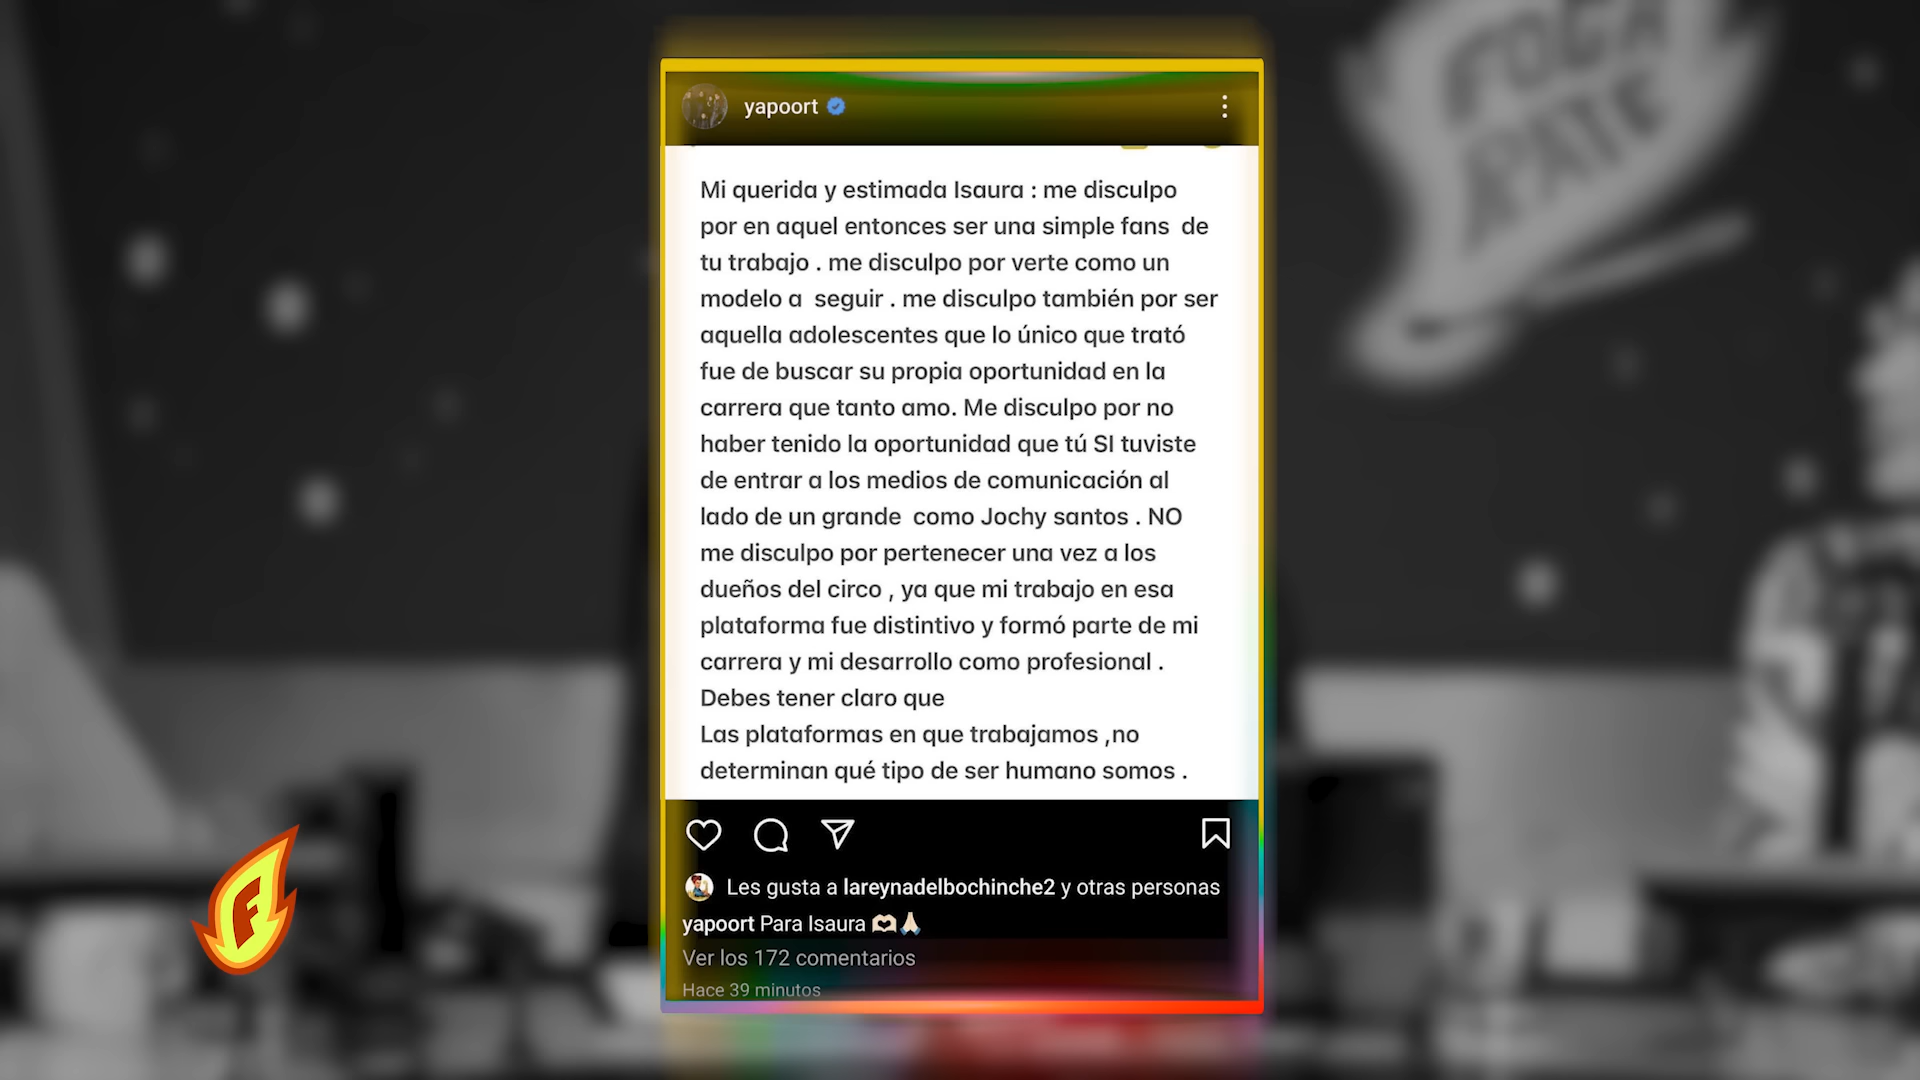 FOGA
RATE
yapoort
Mi querida y estimada Isaura : me disculpo
por en aquel entonces ser una simple fans  de
tu trabajo . me disculpo por verte como un
modelo a  seguir . me disculpo también por ser
aquella adolescentes que lo único que trató
fue de buscar su propia oportunidad en la
carrera que tanto amo. Me disculpo por no
haber tenido la oportunidad que tú SI tuviste
de entrar a los medios de comunicación al
lado de un grande  como Jochy santos . NO
me disculpo por pertenecer una vez a los
dueños del circo , ya que mi trabajo en esa
plataforma fue distintivo y formó parte de mi
carrera y mi desarrollo como profesional .
Debes tener claro que
Las plataformas en que trabajamos ,no
determinan qué tipo de ser humano somos .
Les gusta a lareynadelbochinche2 y otras personas
yapoort Para Isaura 🫶🏻🙏🏻
Ver los 172 comentarios
Hace 39 minutos
F